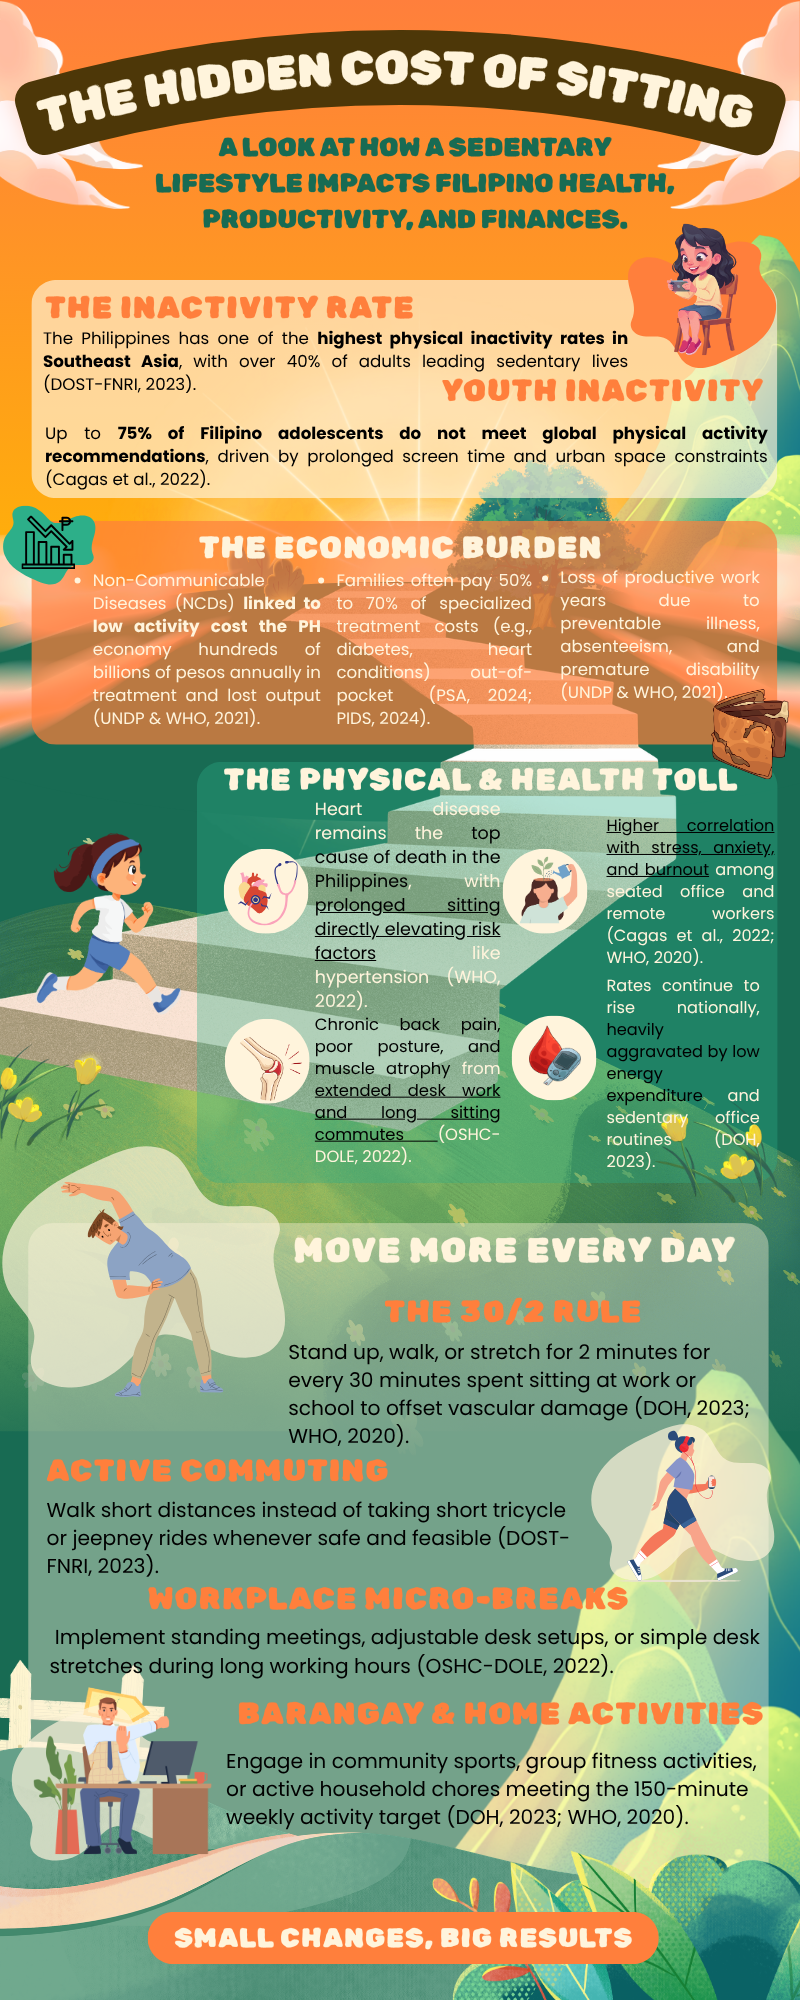 THE HIDDEN COST OF SITTING
A LOOK AT HOW A SEDENTARY
LIFESTYLE IMPACTS FILIPINO HEALTH,
PRODUCTIVITY, AND FINANCES.
THE INACTIVITY RATE
The Philippines has one of the highest physical inactivity rates in
Southeast Asia, with over 40% of adults leading sedentary lives
(DOST-FNRI, 2023).
YOUTH INACTIVITY
Up to 75% of Filipino adolescents do not meet global physical activity
recommendations, driven by prolonged screen time and urban space constraints
(Cagas et al., 2022).
₱
THE ECONOMIC BURDEN
• Non-Communicable
Diseases (NCDs) linked to
low activity cost the PH
economy hundreds of
billions of pesos annually in
treatment and lost output
(UNDP & WHO, 2021).
• Families often pay 50%
to 70% of specialized
treatment costs (e.g.,
diabetes, heart
conditions) out-of-
pocket (PSA, 2024;
PIDS, 2024).
• Loss of productive work
years due to
preventable illness,
absenteeism, and
premature disability
(UNDP & WHO, 2021).
THE PHYSICAL & HEALTH TOLL
Heart disease
remains the top
cause of death in the
Philippines, with
prolonged sitting
directly elevating risk
factors like
hypertension (WHO,
2022).
Higher correlation
with stress, anxiety,
and burnout among
seated office and
remote workers
(Cagas et al., 2022;
WHO, 2020).
Chronic back pain,
poor posture, and
muscle atrophy from
extended desk work
and long sitting
commutes (OSHC-
DOLE, 2022).
Rates continue to
rise nationally,
heavily
aggravated by low
energy
expenditure and
sedentary office
routines (DOH,
2023).
MOVE MORE EVERY DAY
THE 30/2 RULE
Stand up, walk, or stretch for 2 minutes for
every 30 minutes spent sitting at work or
school to offset vascular damage (DOH, 2023;
WHO, 2020).
ACTIVE COMMUTING
Walk short distances instead of taking short tricycle
or jeepney rides whenever safe and feasible (DOST-
FNRI, 2023).
WORKPLACE MICRO-BREAKS
Implement standing meetings, adjustable desk setups, or simple desk
stretches during long working hours (OSHC-DOLE, 2022).
BARANGAY & HOME ACTIVITIES
Engage in community sports, group fitness activities,
or active household chores meeting the 150-minute
weekly activity target (DOH, 2023; WHO, 2020).
SMALL CHANGES, BIG RESULTS